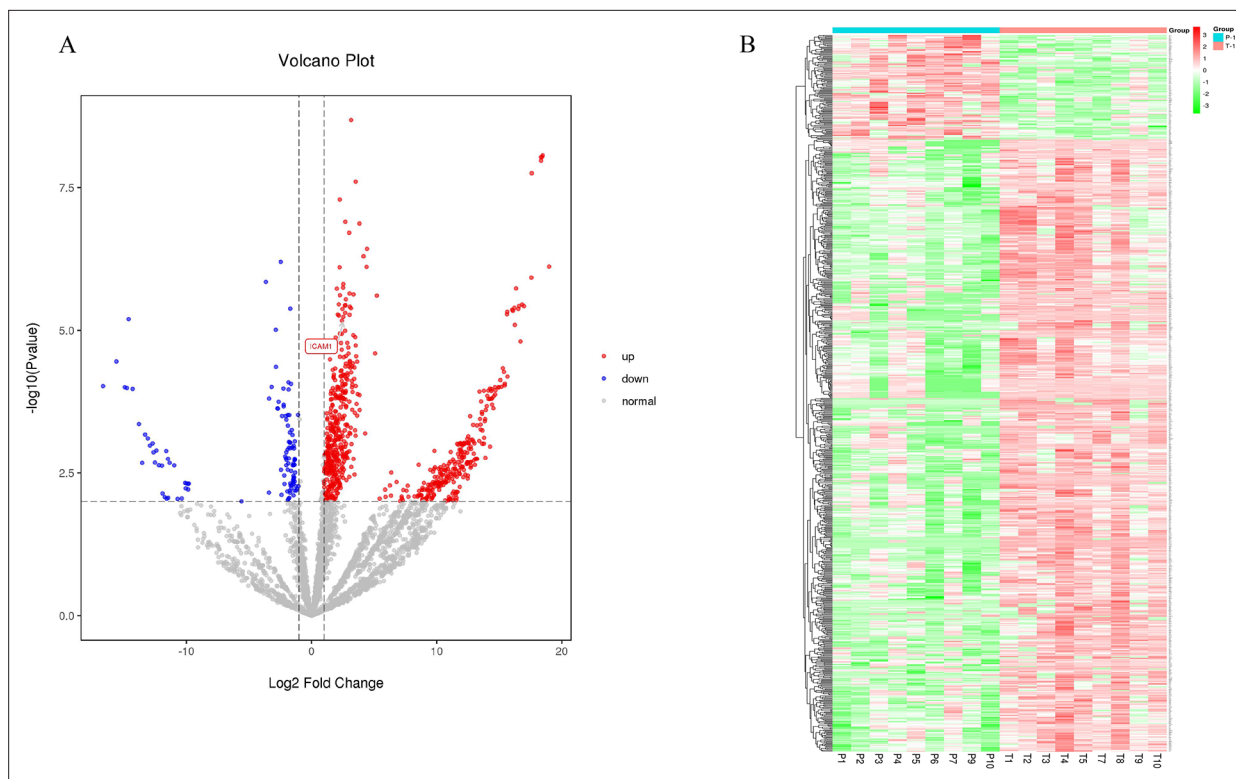 A
Volcano Plot
7.5
5.0
2.5
0.0
-log10(Pvalue)
ICAM1
-10
0
10
20
Log2 Fold Change
up
down
normal
B
Group
Group
P-1
T-1
3
2
1
0
-1
-2
-3
P1
P2
P3
P4
P5
P6
P7
P9
P10
T1
T2
T3
T4
T5
T7
T8
T9
T10